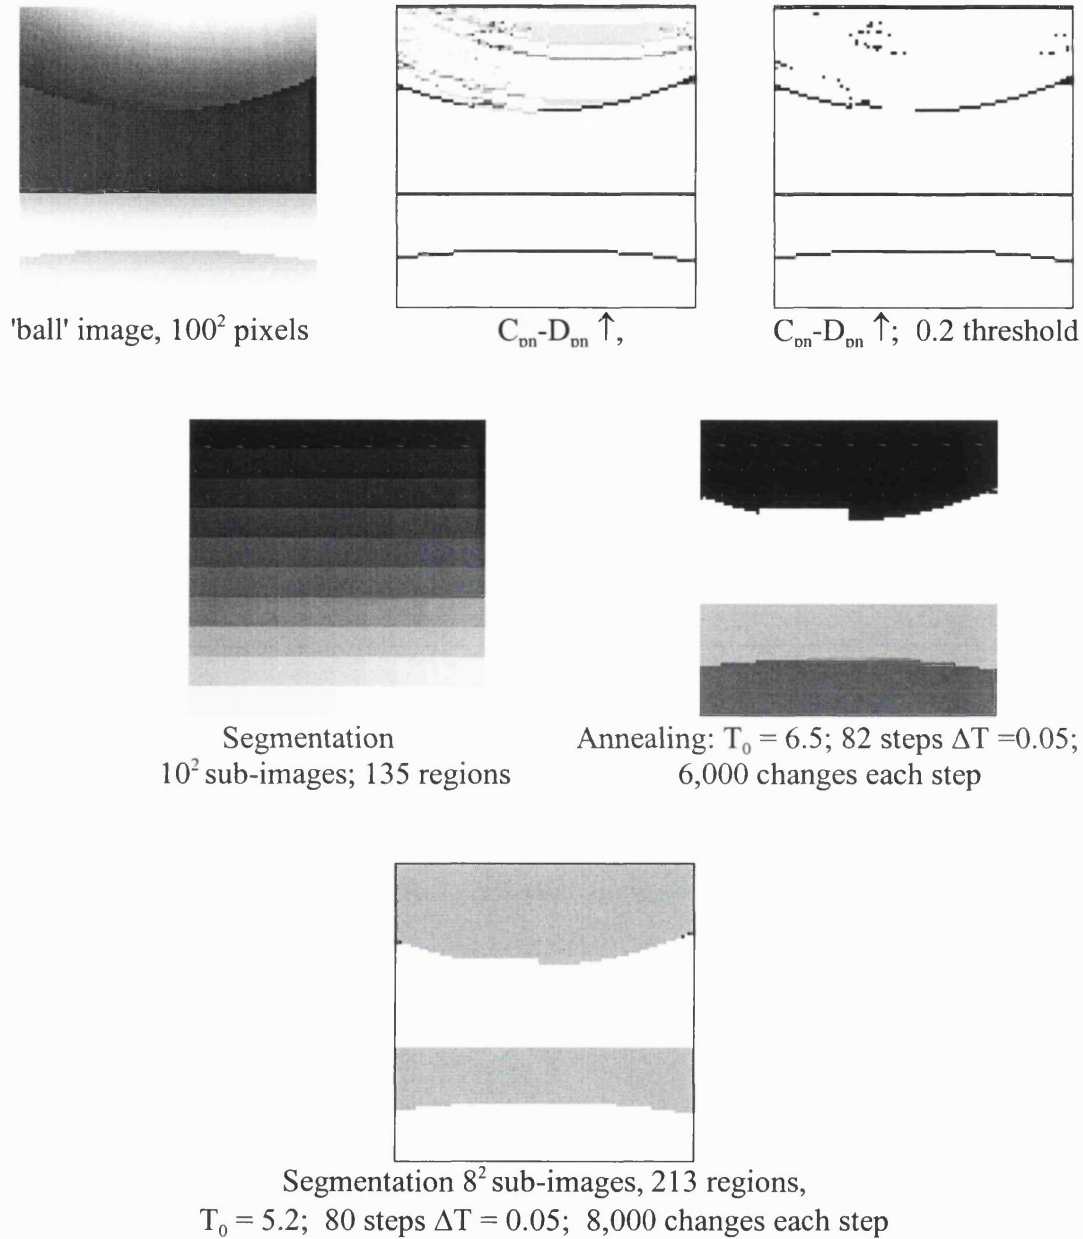 'ball' image, 100² pixels
Cₚₙ-Dₚₙ ↑,
Cₚₙ-Dₚₙ ↑; 0.2 threshold
Segmentation
10² sub-images; 135 regions
Annealing: T₀ = 6.5; 82 steps ΔT =0.05;
6,000 changes each step
Segmentation 8² sub-images, 213 regions,
T₀ = 5.2; 80 steps ΔT = 0.05; 8,000 changes each step